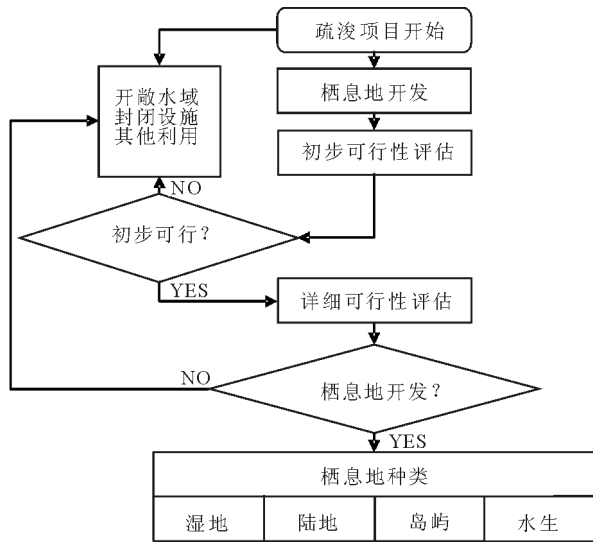 疏浚项目开始
开敞水域
封闭设施
其他利用
栖息地开发
初步可行性评估
NO
初步可行?
YES
详细可行性评估
NO
栖息地开发?
YES
栖息地种类
湿地
陆地
岛屿
水生